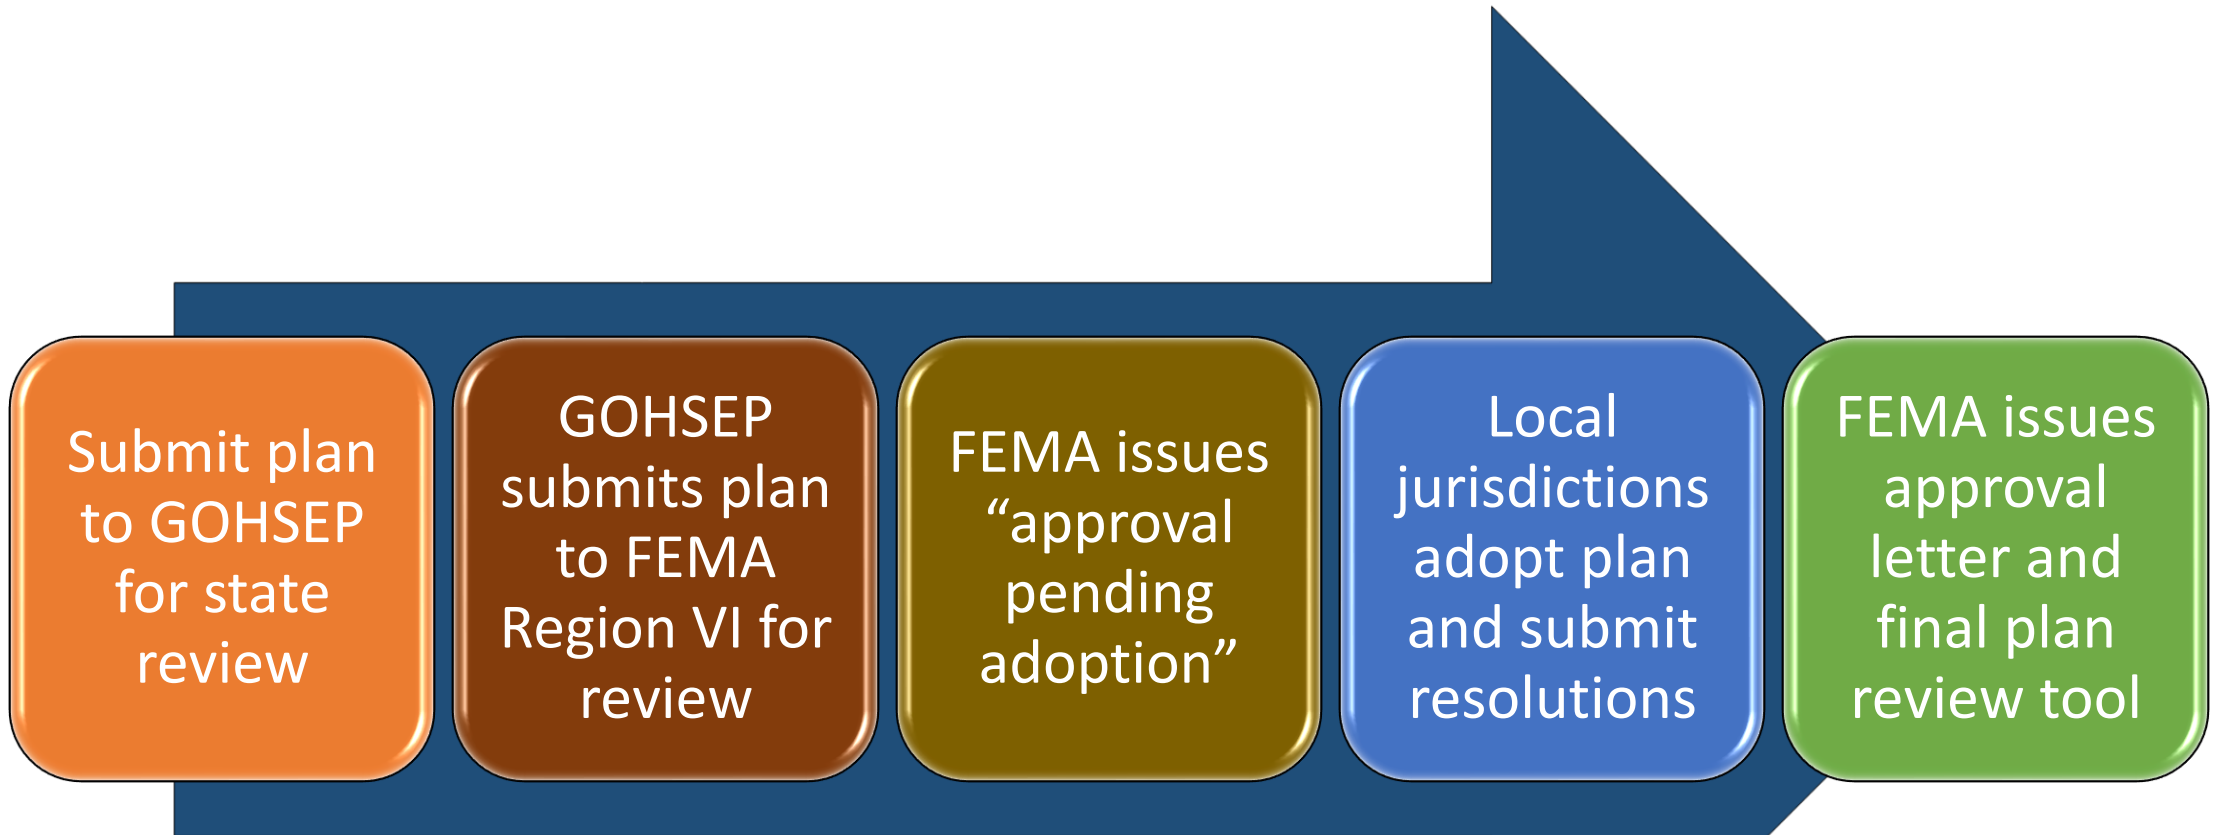 Submit plan
to GOHSEP
for state
review
GOHSEP
submits plan
to FEMA
Region VI for
review
FEMA issues
“approval
pending
adoption”
Local
jurisdictions
adopt plan
and submit
resolutions
FEMA issues
approval
letter and
final plan
review tool